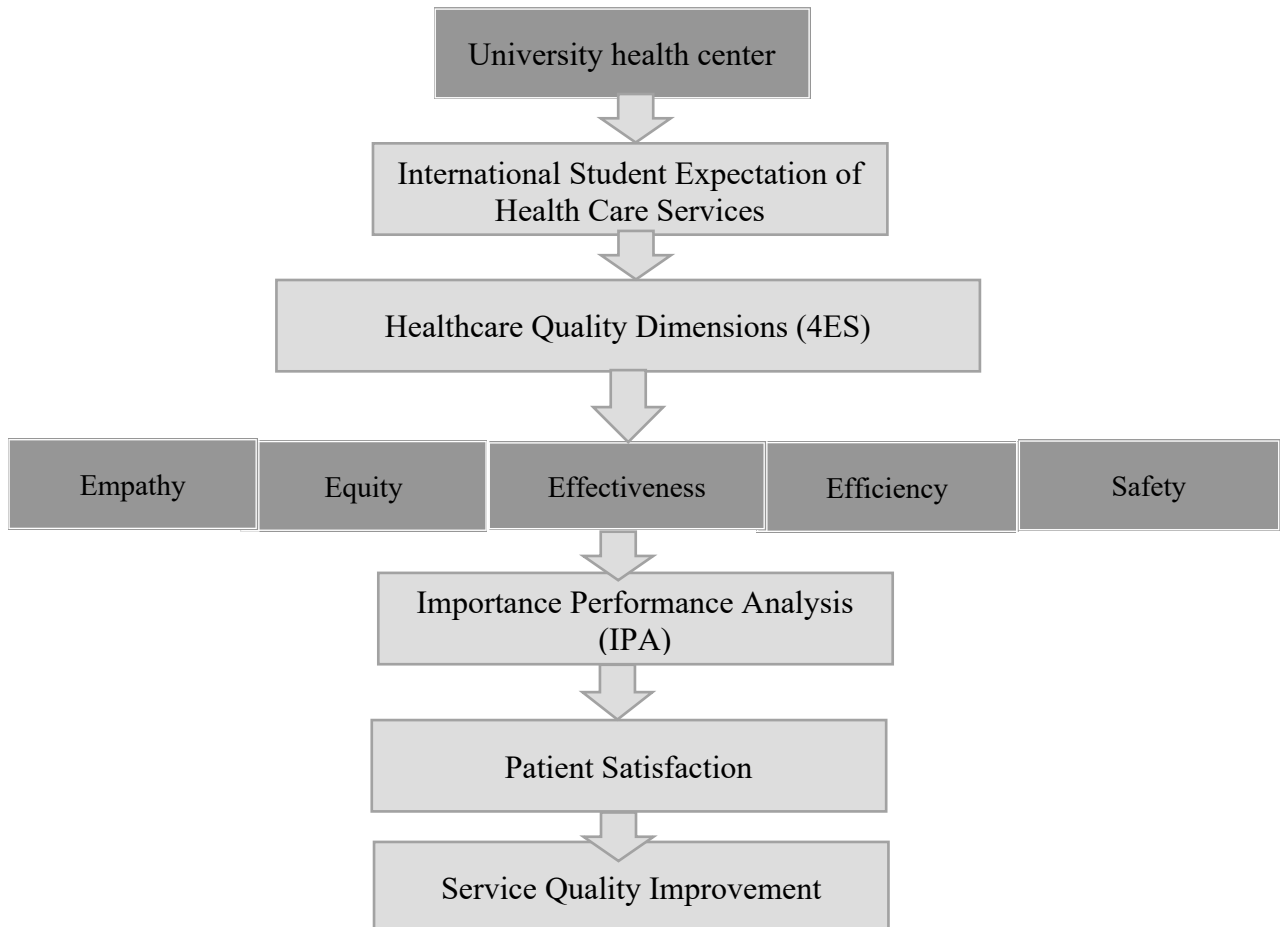 University health center
International Student Expectation of
Health Care Services
Healthcare Quality Dimensions (4ES)
Empathy
Equity
Effectiveness
Efficiency
Safety
Importance Performance Analysis
(IPA)
Patient Satisfaction
Service Quality Improvement